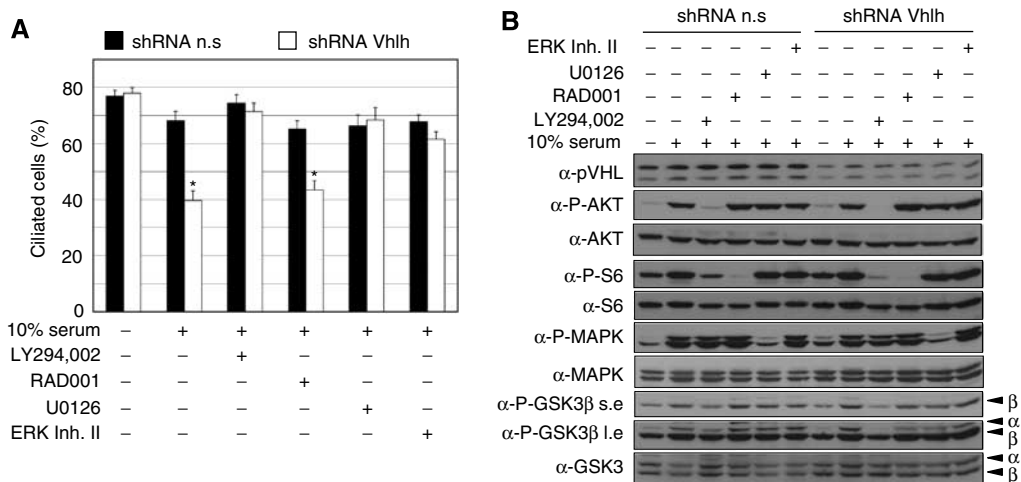 A
shRNA n.s
shRNA Vhlh
Ciliated cells (%)
80
60
40
20
0
*
*
10% serum – + + + + +
LY294,002 – – + – – –
RAD001 – – – + – –
U0126 – – – – + –
ERK Inh. II – – – – – +
B
shRNA n.s shRNA Vhlh
ERK Inh. II – – – – – + – – – – – +
U0126 – – – – + – – – – – + –
RAD001 – – – + – – – – – + – –
LY294,002 – – + – – – – – + – – –
10% serum – + + + + + – + + + + +
α-pVHL
α-P-AKT
α-AKT
α-P-S6
α-S6
α-P-MAPK
α-MAPK
α-P-GSK3β s.e β
α-P-GSK3β l.e α β
α-GSK3 α β